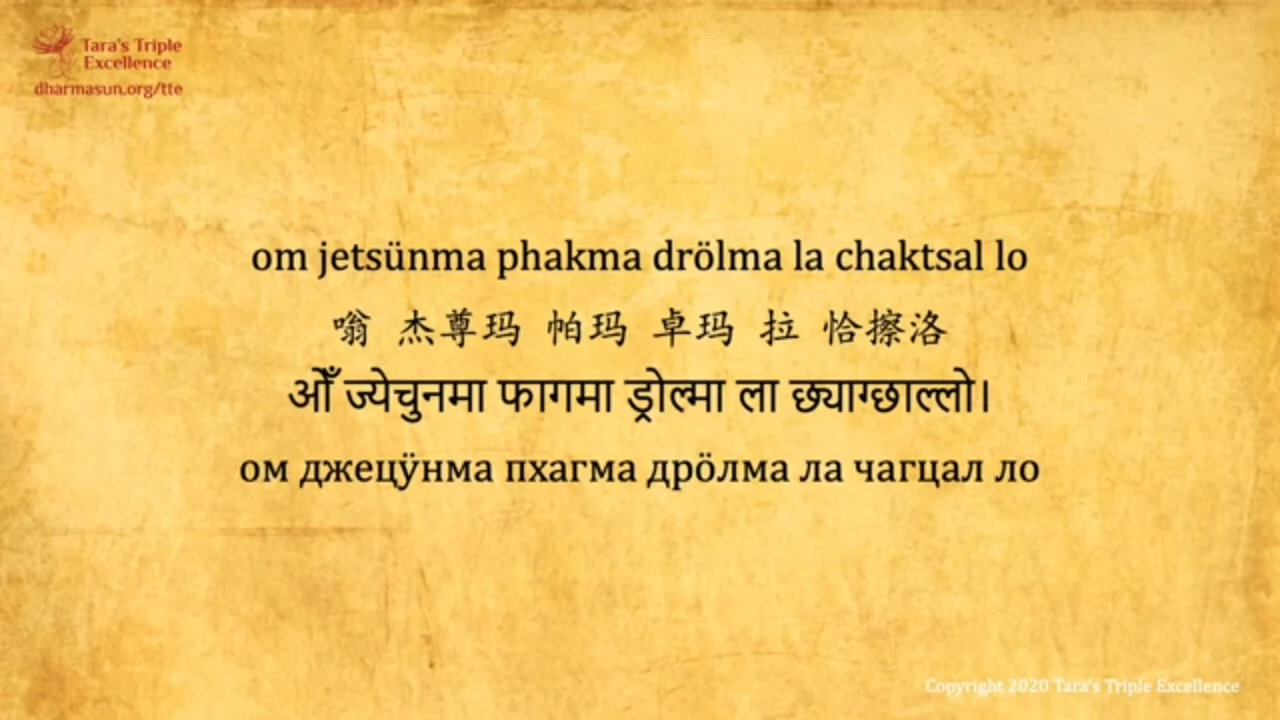 Tara's Triple
Excellence
dharmasun.org/tte
om jetsünma phakma drölma la chaktsal lo
嗡 杰尊玛 帕玛 卓玛 拉 恰擦洛
ओँ ज्येचुनमा फागमा ड्रोल्मा ला छ्याग्छाल्लो।
ом джецӱнма пхагма дрӧлма ла чагцал ло
Copyright 2020 Tara's Triple Excellence